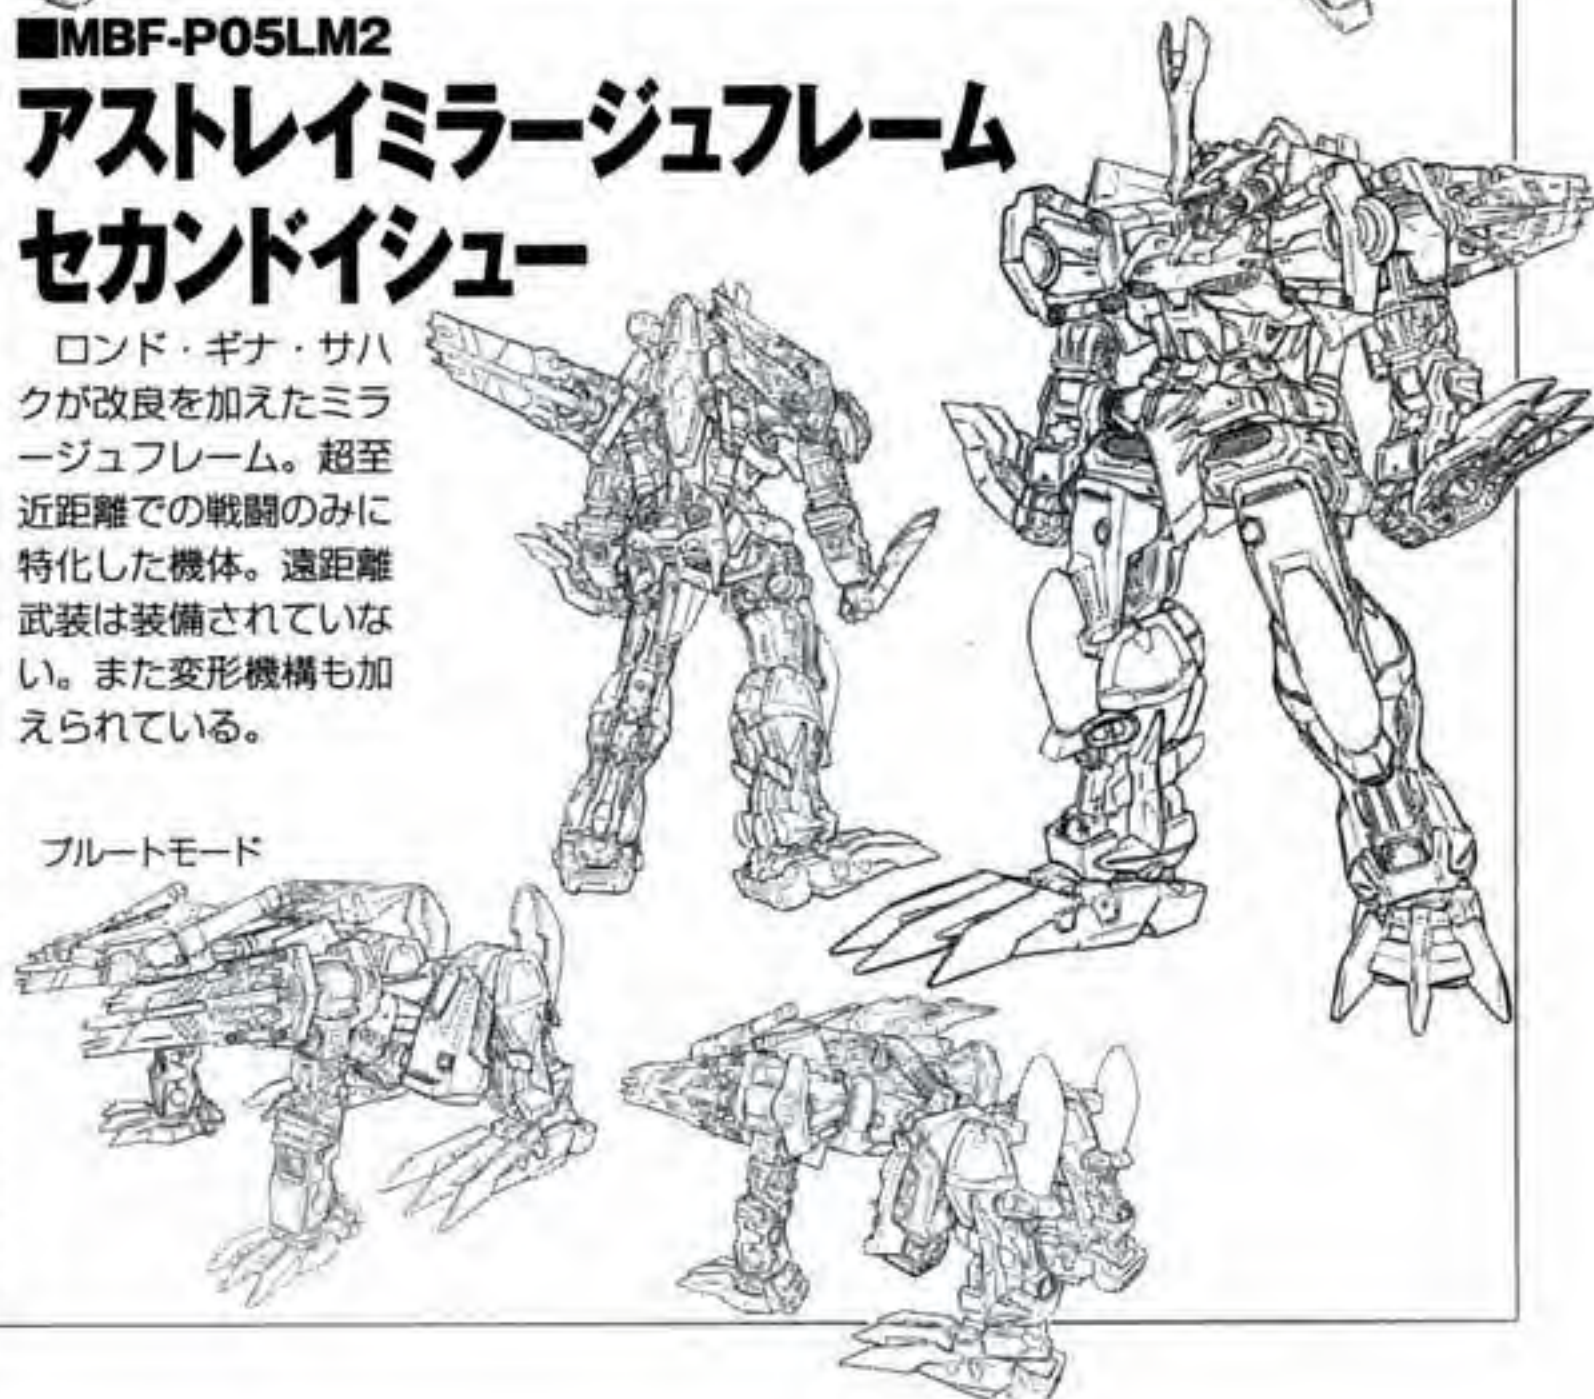 ■MBF-P05LM2
アストレイミラージュフレーム
セカンドイシュー
ロンド・ギナ・サハ
クが改良を加えたミラ
ージュフレーム。超至
近距離での戦闘のみに
特化した機体。遠距離
武装は装備されていな
い。また変形機構も加
えられている。
ブルートモード